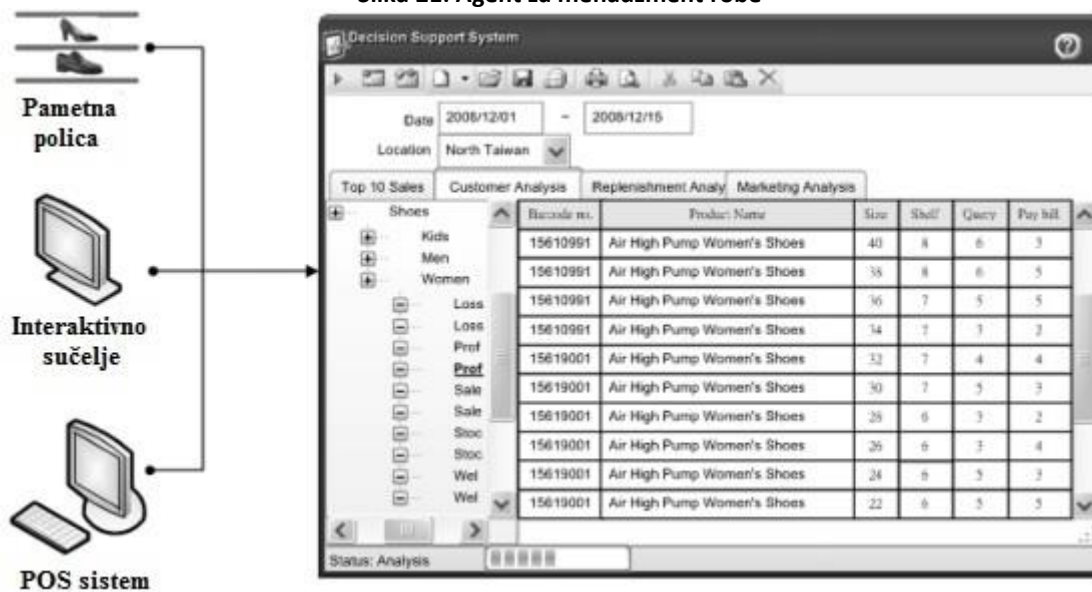 Agent za menadžment robe
Pametna
polica
Interaktivno
sučelje
POS sistem
Decision Support System
Date 2008/12/01 - 2008/12/15
Location North Taiwan
Top 10 Sales Customer Analysis Replenishment Analy Marketing Analysis
Shoes
Kids
Men
Women
Loss
Loss
Prof
Prof
Sale
Sale
Stoc
Stoc
Wel
Wel
Barcode no. Product Name Size Shelf Query Pay bill
15610991 Air High Pump Women's Shoes 40 8 6 3
15610991 Air High Pump Women's Shoes 38 8 6 5
15610991 Air High Pump Women's Shoes 36 7 5 5
15610991 Air High Pump Women's Shoes 34 7 3 2
15619001 Air High Pump Women's Shoes 32 7 4 4
15619001 Air High Pump Women's Shoes 30 7 5 3
15619001 Air High Pump Women's Shoes 28 6 3 2
15619001 Air High Pump Women's Shoes 26 6 3 4
15619001 Air High Pump Women's Shoes 24 6 5 3
15619001 Air High Pump Women's Shoes 22 6 5 5
Status: Analysis